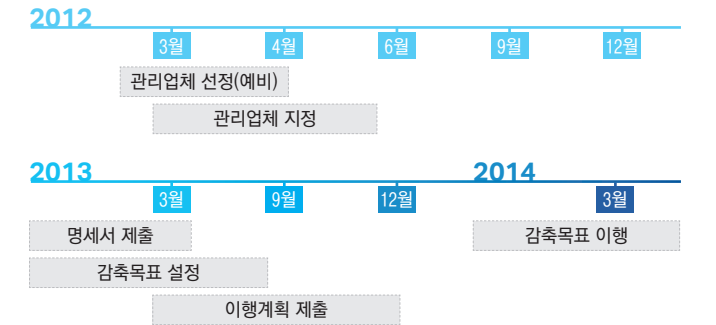 2012
3월 4월 6월 9월 12월
관리업체 선정(예비)
관리업체 지정
2013 2014
3월 9월 12월 3월
명세서 제출 감축목표 이행
감축목표 설정
이행계획 제출